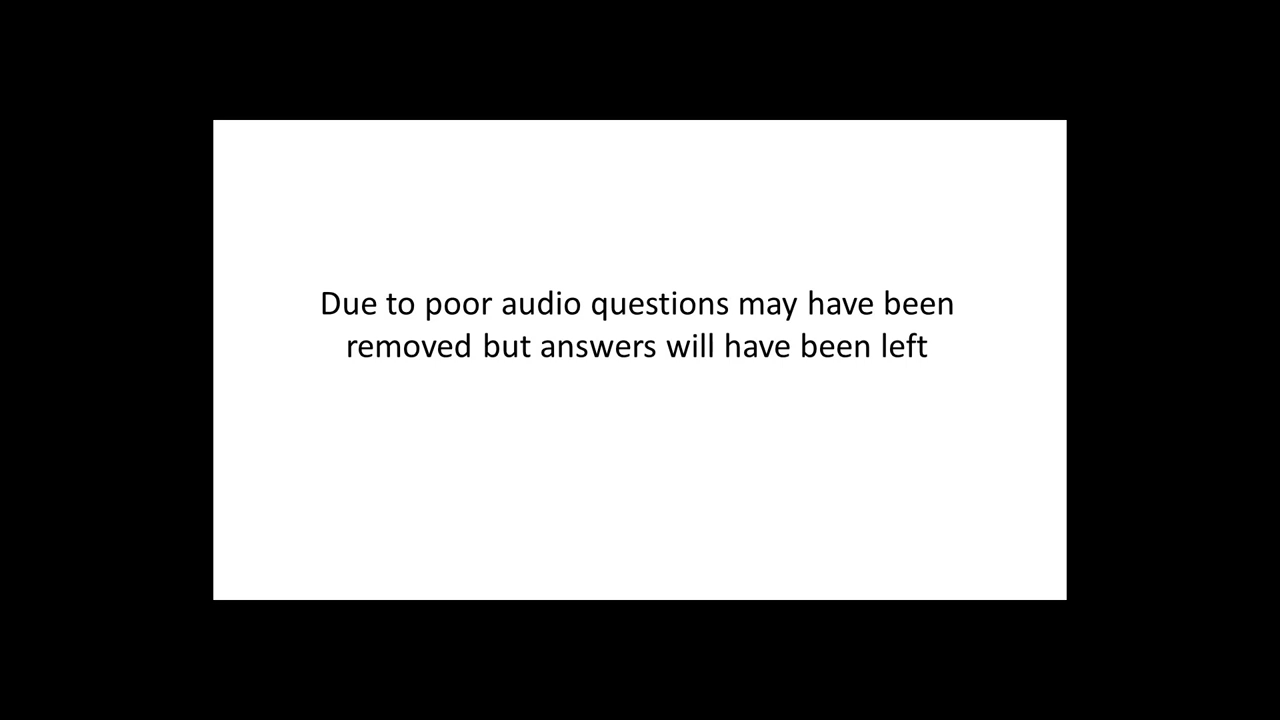 Due to poor audio questions may have been
removed but answers will have been left